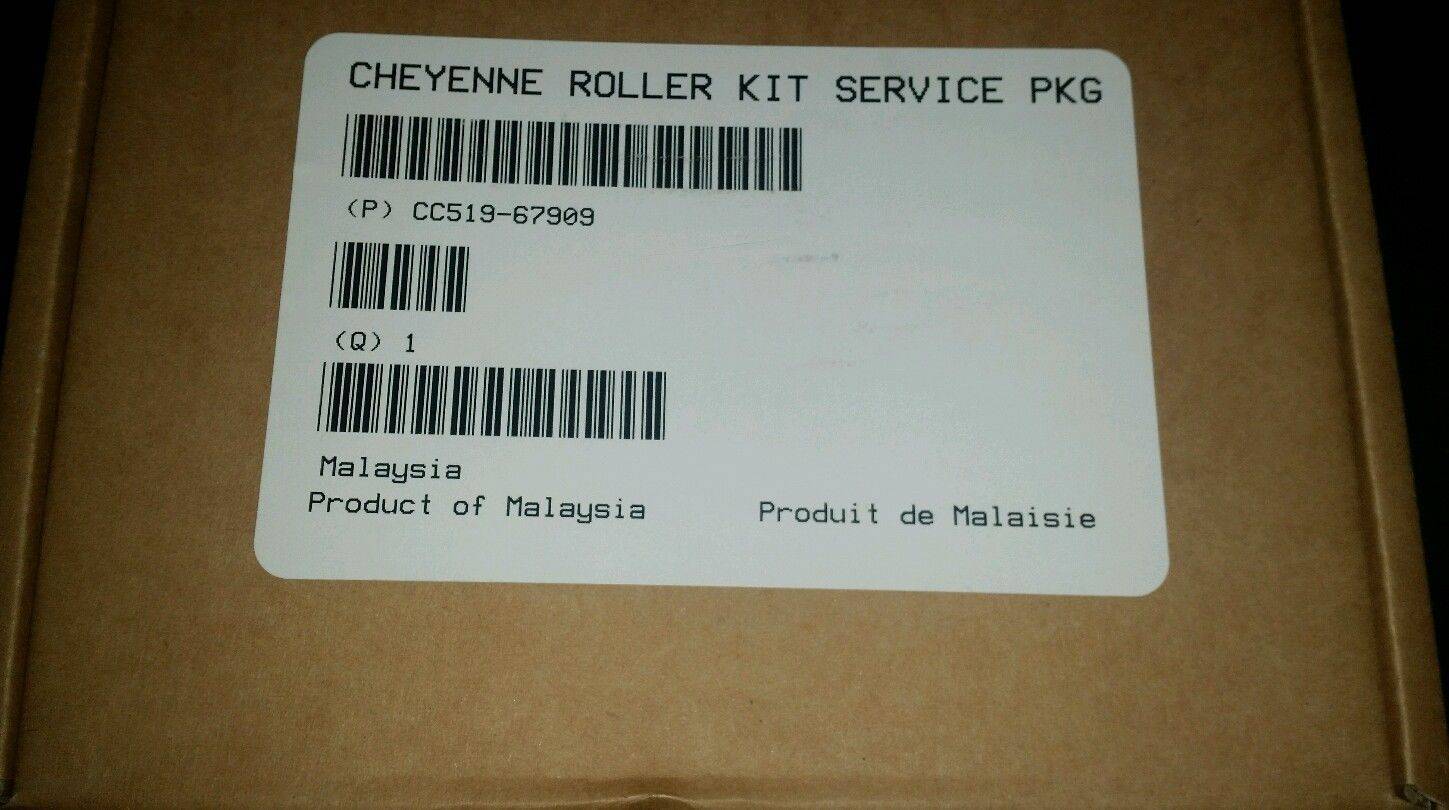 CHEYENNE ROLLER KIT SERVICE PKG
(P) CC519-67909
(Q) 1
Malaysia
Product of Malaysia Produit de Malaisie